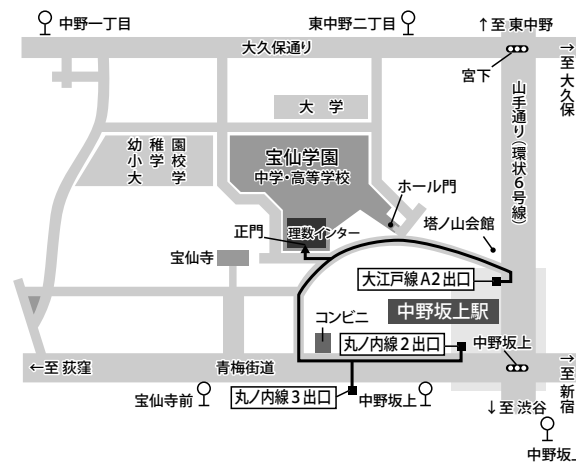 中野一丁目
東中野二丁目
↑至 東中野
大久保通り
→至 大久保
宮下
大学
山手通り（環状6号線）
幼稚園
小学校
大学
宝仙学園
中学・高等学校
ホール門
理数インター
正門
塔ノ山会館
宝仙寺
大江戸線A2出口
中野坂上駅
コンビニ
丸ノ内線2出口
中野坂上
←至 荻窪
青梅街道
→至 新宿
宝仙寺前
丸ノ内線3出口
中野坂上
↓至 渋谷
中野坂上